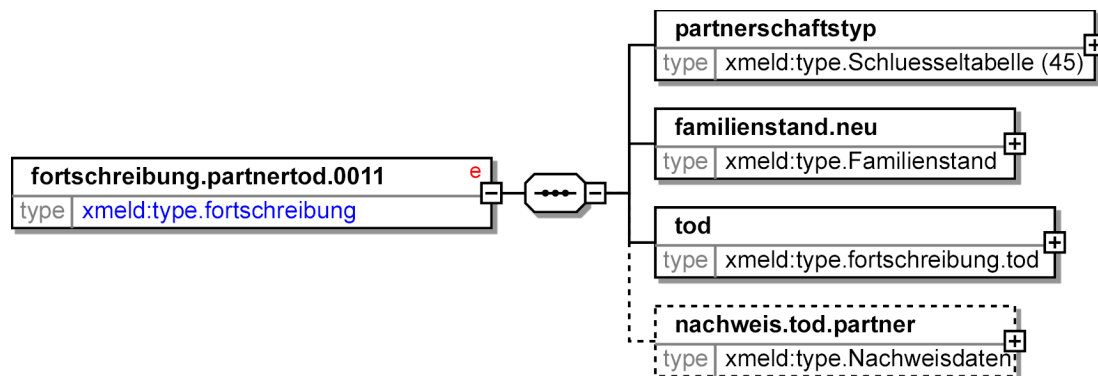 partnerschaftstyp
type xmeld:type.Schluesseltabelle (45)
familienstand.neu
type xmeld:type.Familienstand
fortschreibung.partnertod.0011 e
type xmeld:type.fortschreibung
tod
type xmeld:type.fortschreibung.tod
nachweis.tod.partner
type xmeld:type.Nachweisdaten